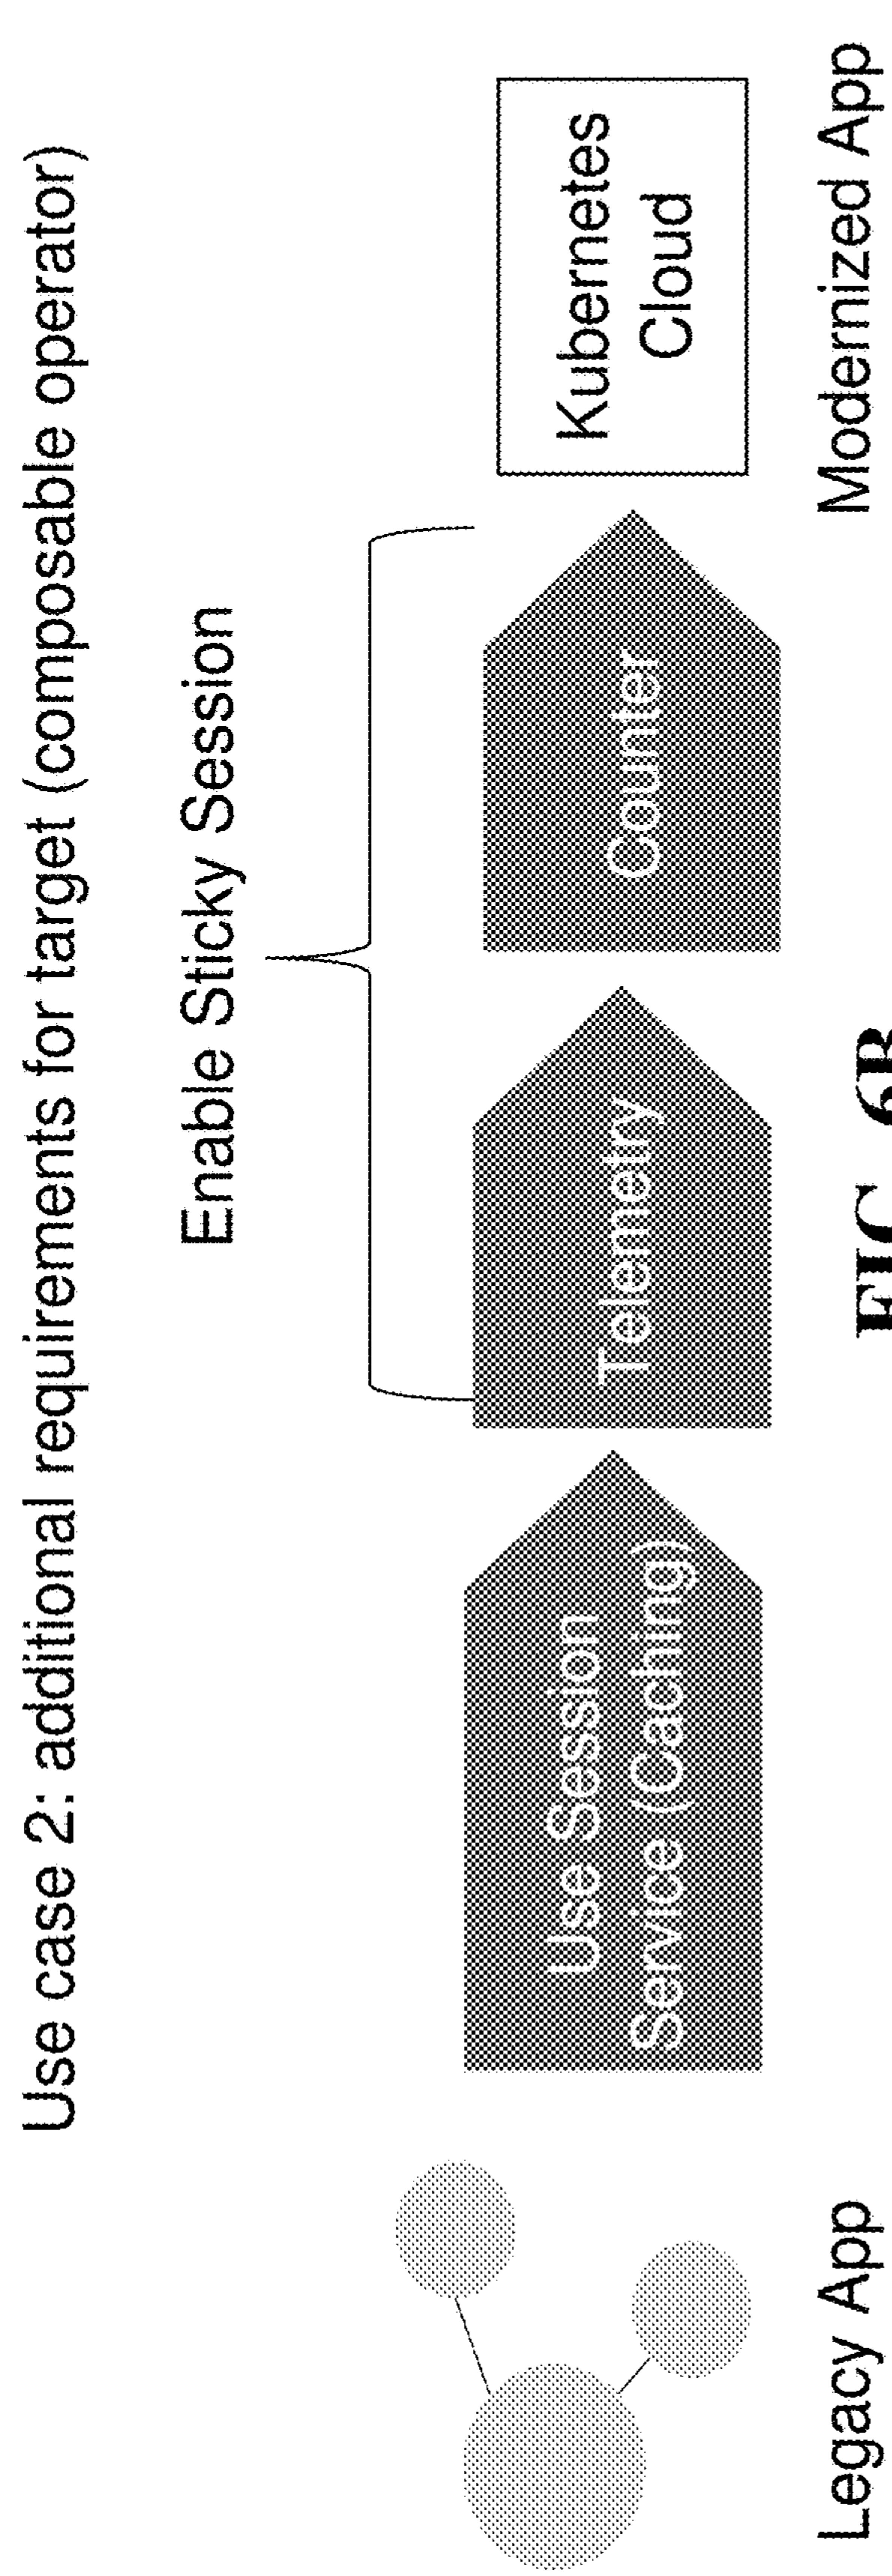 Use case 2: additional requirements for target (composable operator)
Enable Sticky Session
Use Session
Service (Caching)
Telemetry
Counter
Kubernetes
Cloud
Legacy App
Modernized App
FIG. 6B